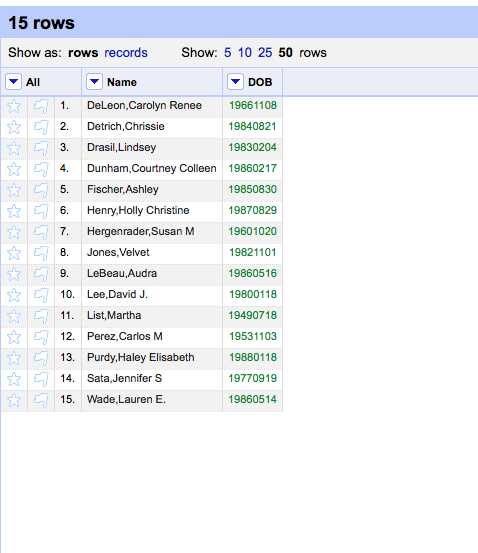 15 rows
Show as: rows records Show: 5 10 25 50 rows
All Name DOB
1. DeLeon,Carolyn Renee 19661108
2. Detrich,Chrissie 19840821
3. Drasil,Lindsey 19830204
4. Dunham,Courtney Colleen 19860217
5. Fischer,Ashley 19850830
6. Henry,Holly Christine 19870829
7. Hergenrader,Susan M 19601020
8. Jones,Velvet 19821101
9. LeBeau,Audra 19860516
10. Lee,David J. 19800118
11. List,Martha 19490718
12. Perez,Carlos M 19531103
13. Purdy,Haley Elisabeth 19880118
14. Sata,Jennifer S 19770919
15. Wade,Lauren E. 19860514